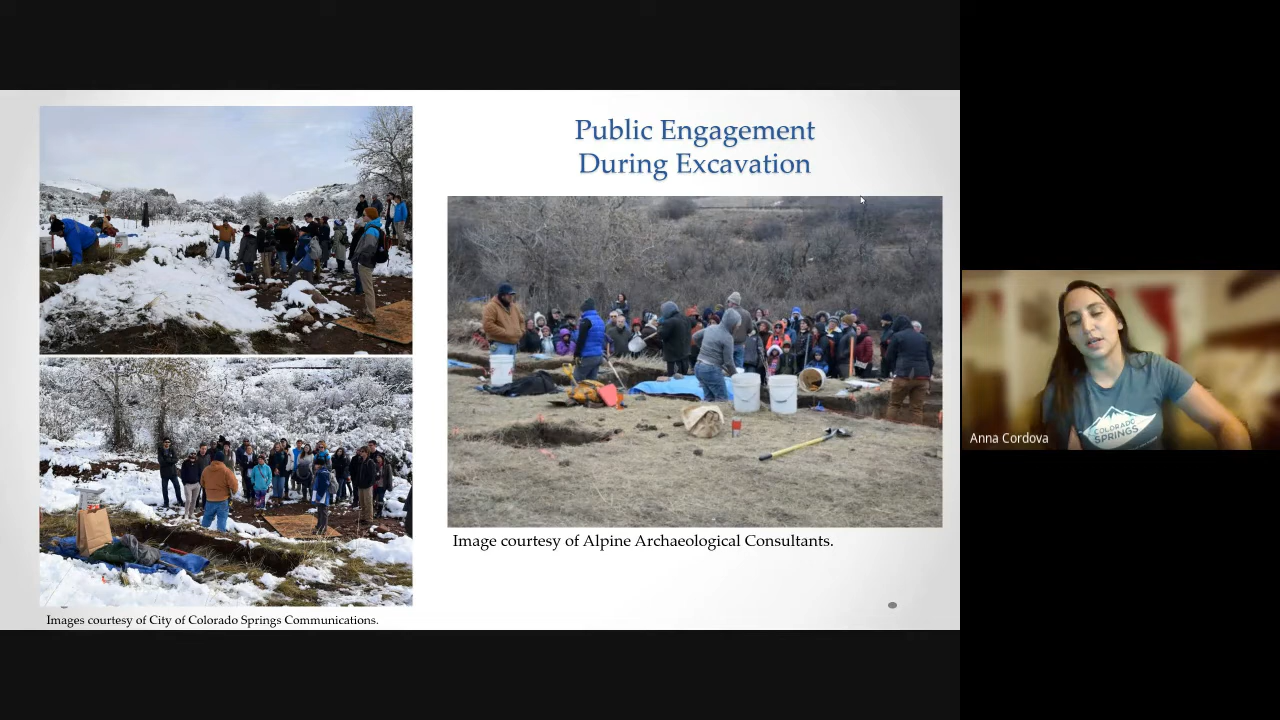 Public Engagement
During Excavation
Image courtesy of Alpine Archaeological Consultants.
Images courtesy of City of Colorado Springs Communications.
Anna Cordova
COLORADO
SPRINGS